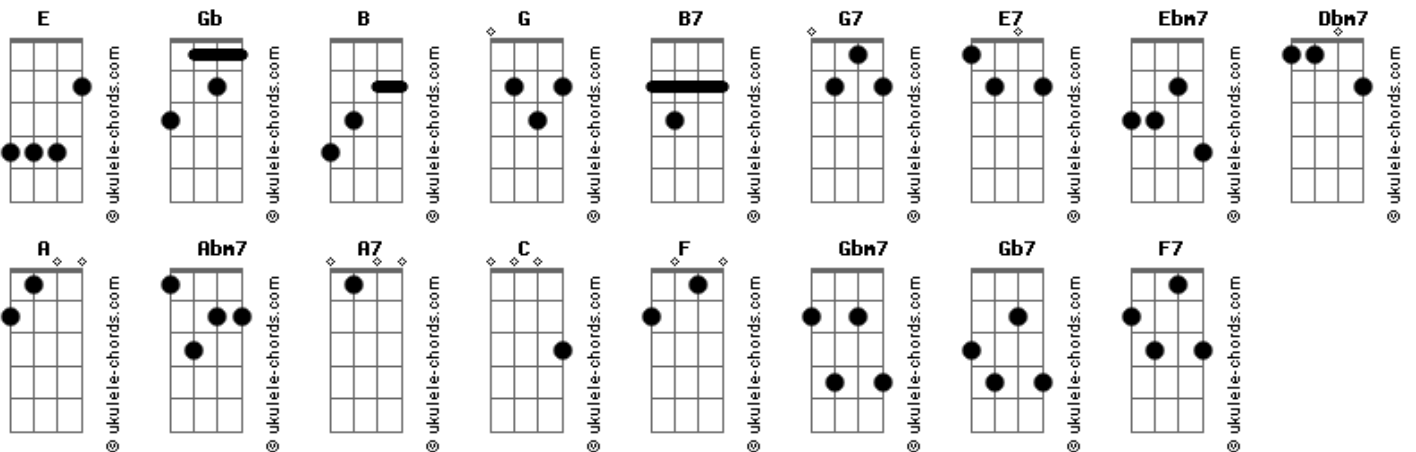 E Gb B G B7 G7 E7 Ebm7 Dbm7
© ukulele-chords.com © ukulele-chords.com © ukulele-chords.com © ukulele-chords.com © ukulele-chords.com © ukulele-chords.com © ukulele-chords.com © ukulele-chords.com © ukulele-chords.com
A Abm7 A7 C F Gbm7 Gb7 F7
© ukulele-chords.com © ukulele-chords.com © ukulele-chords.com © ukulele-chords.com © ukulele-chords.com © ukulele-chords.com © ukulele-chords.com © ukulele-chords.com